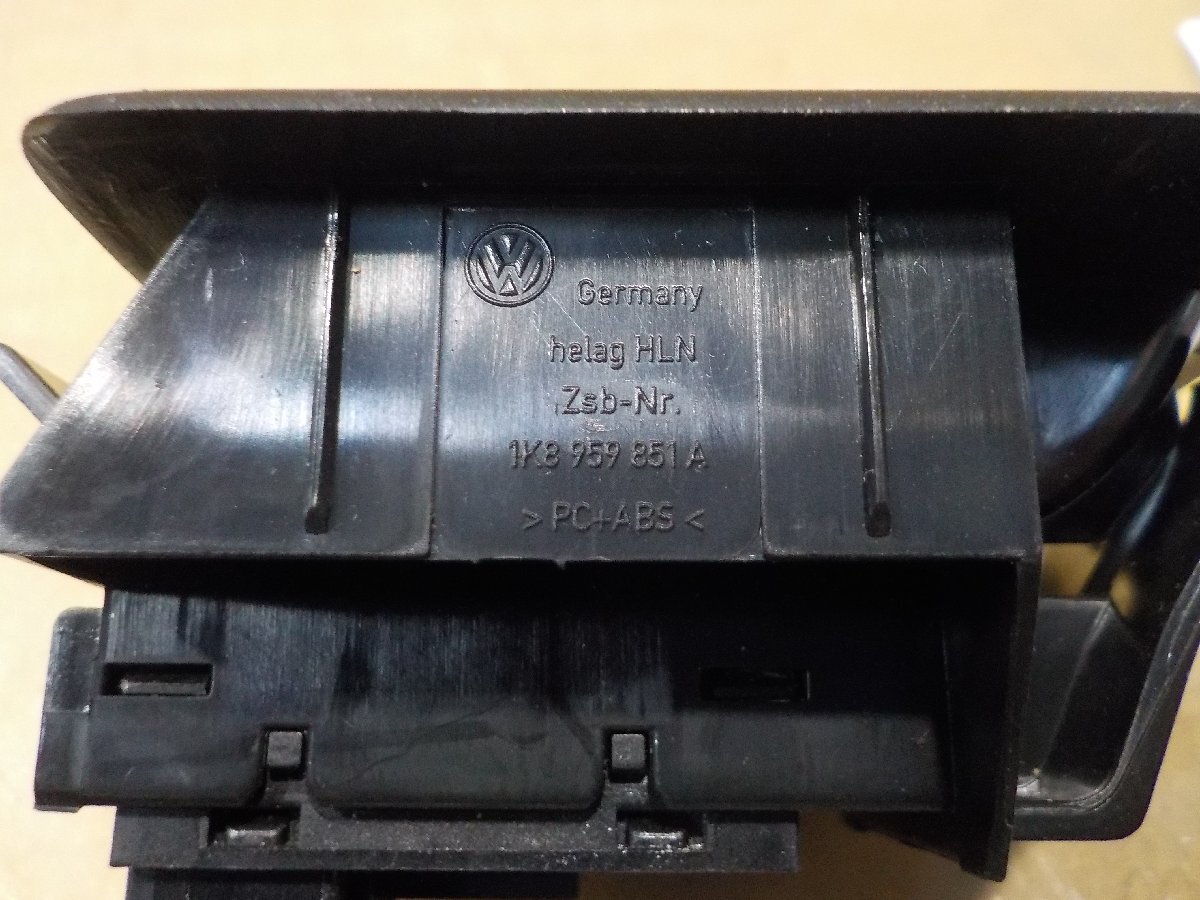 Germany
helag HLN
Zsb-Nr.
1K8 959 851 A
> PC+ABS <